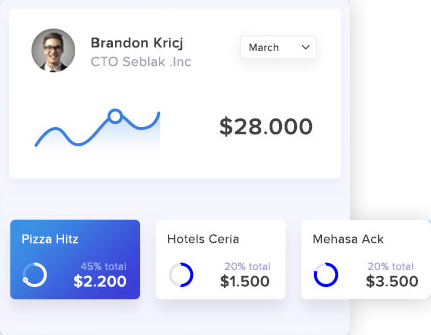 Brandon Kricj
CTO Seblak .Inc
March
$28.000
Pizza Hitz
45% total
$2.200
Hotels Ceria
20% total
$1.500
Mehasa Ack
20% total
$3.500